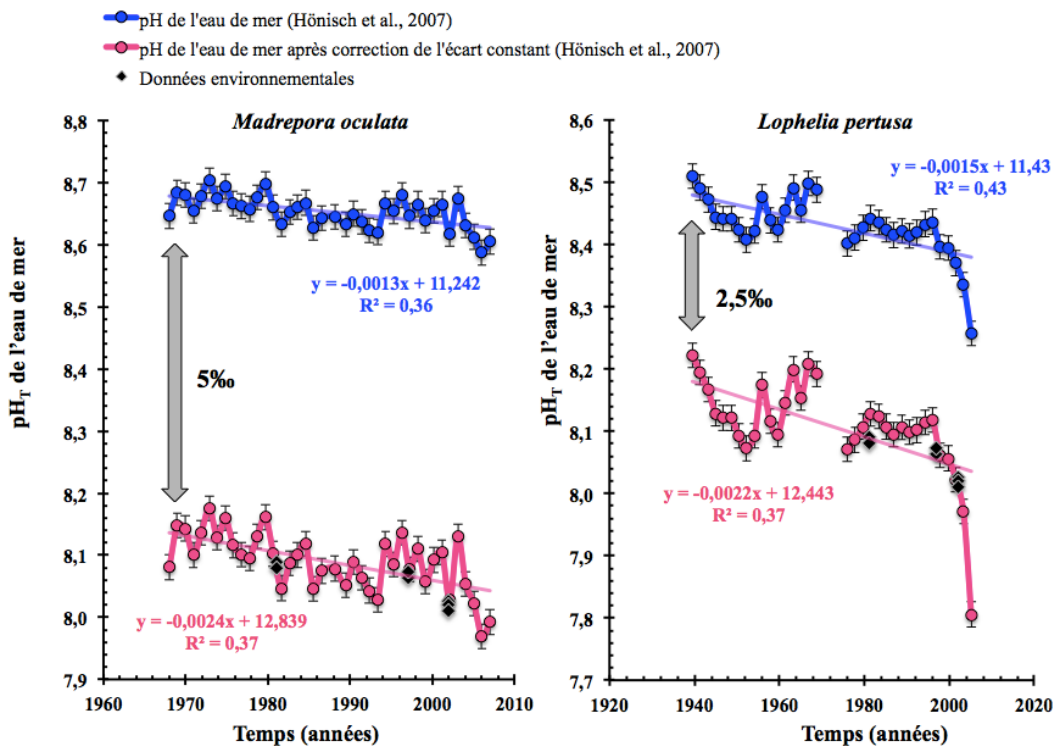 pH de l'eau de mer (Hönisch et al., 2007)
pH de l'eau de mer après correction de l'écart constant (Hönisch et al., 2007)
Données environnementales
Madrepora oculata
pH_T de l'eau de mer
8,8
8,7
8,6
8,5
8,4
8,3
8,2
8,1
8,0
7,9
y = -0,0013x + 11,242
R² = 0,36
5‰
y = -0,0024x + 12,839
R² = 0,37
1960 1970 1980 1990 2000 2010
Temps (années)
Lophelia pertusa
pH_T de l'eau de mer
8,6
8,5
8,4
8,3
8,2
8,1
8,0
7,9
7,8
7,7
y = -0,0015x + 11,43
R² = 0,43
2,5‰
y = -0,0022x + 12,443
R² = 0,37
1920 1940 1960 1980 2000 2020
Temps (années)